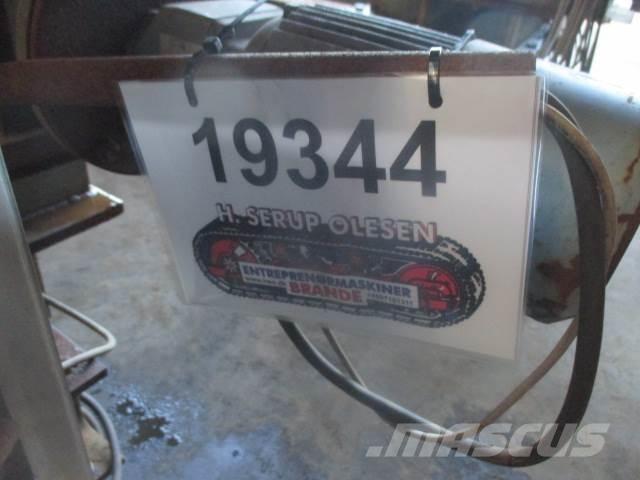 19344
H. SERUP OLESEN
ENTREPRENØRMASKINER
BRANDE
MASCUS